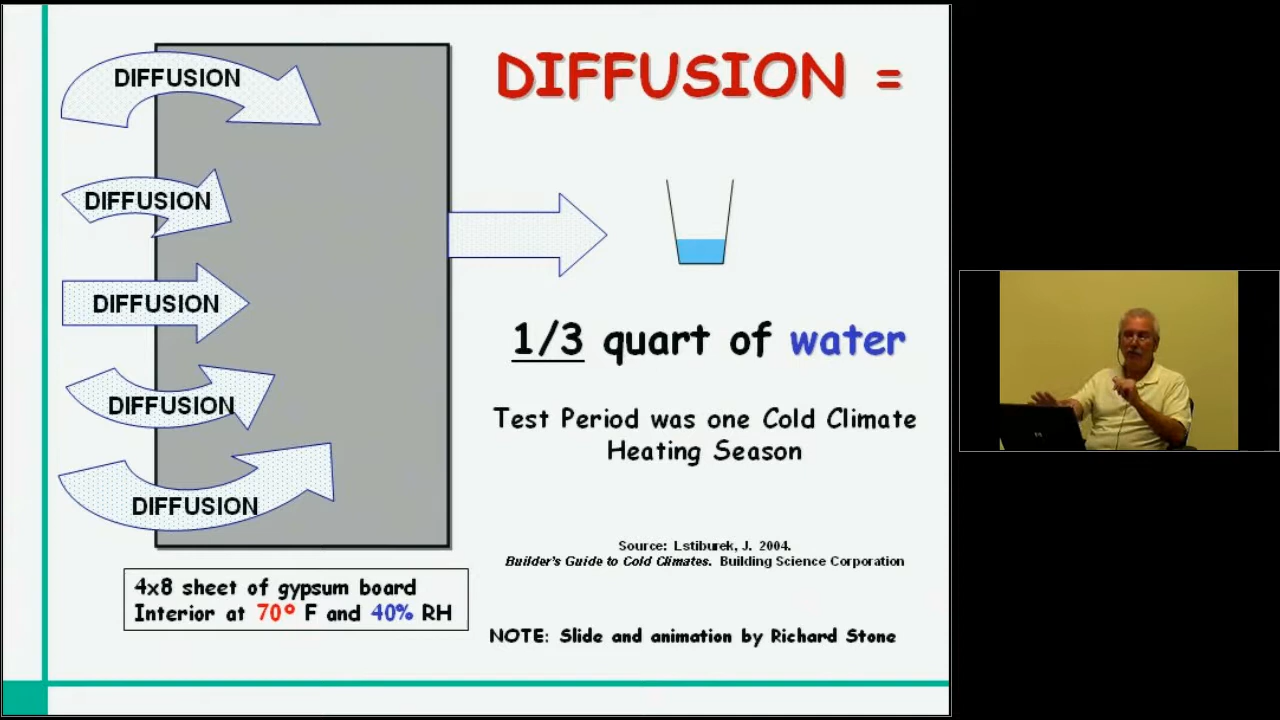 DIFFUSION
DIFFUSION
DIFFUSION
DIFFUSION
DIFFUSION
4x8 sheet of gypsum board
Interior at 70º F and 40% RH
DIFFUSION =
1/3 quart of water
Test Period was one Cold Climate
Heating Season
Source: Lstiburek, J. 2004.
Builder's Guide to Cold Climates. Building Science Corporation
NOTE: Slide and animation by Richard Stone